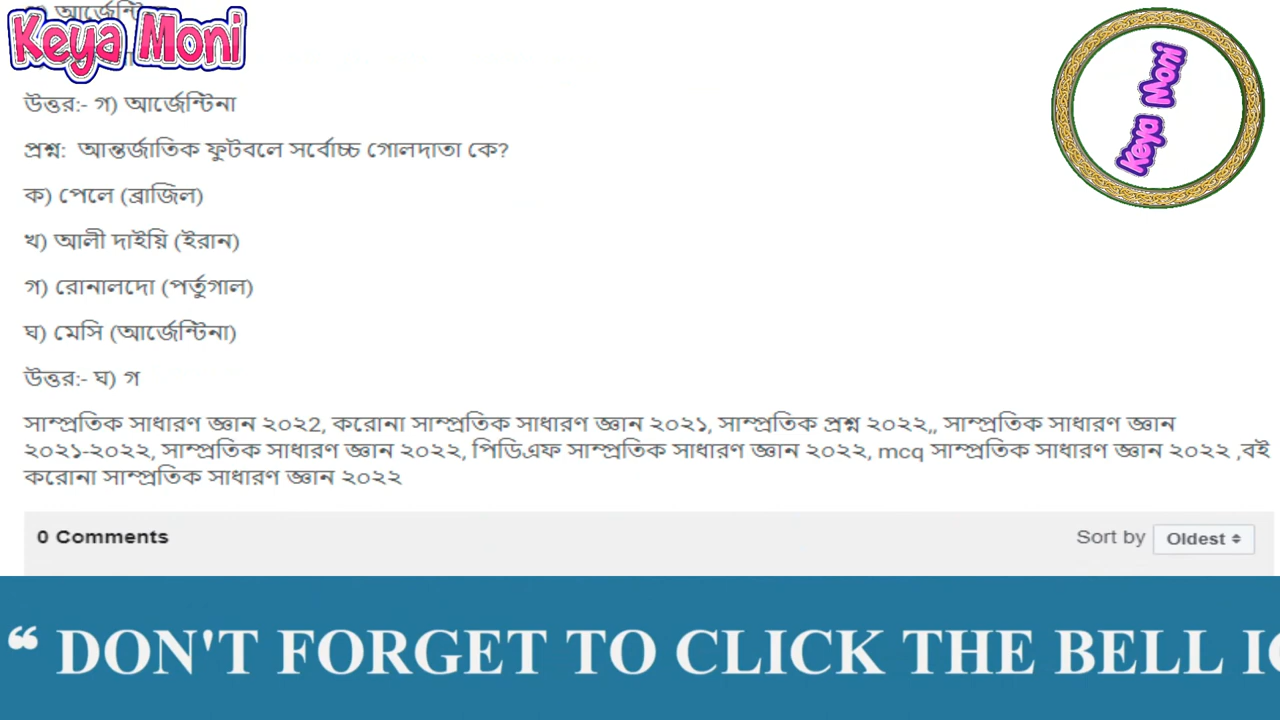 আর্জেন্টিনা
Keya Moni
Keya Moni
উত্তর:- গ) আর্জেন্টিনা
প্রশ্ন: আন্তর্জাতিক ফুটবলে সর্বোচ্চ গোলদাতা কে?
ক) পেলে (ব্রাজিল)
খ) আলী দাইয়ি (ইরান)
গ) রোনালদো (পর্তুগাল)
ঘ) মেসি (আর্জেন্টিনা)
উত্তর:- ঘ) গ
সাম্প্রতিক সাধারণ জ্ঞান ২০২2, করোনা সাম্প্রতিক সাধারণ জ্ঞান ২০২১, সাম্প্রতিক প্রশ্ন ২০২২,, সাম্প্রতিক সাধারণ জ্ঞান
২০২১-২০২২, সাম্প্রতিক সাধারণ জ্ঞান ২০২২, পিডিএফ সাম্প্রতিক সাধারণ জ্ঞান ২০২২, mcq সাম্প্রতিক সাধারণ জ্ঞান ২০২২ ,বই
করোনা সাম্প্রতিক সাধারণ জ্ঞান ২০২২
0 Comments
Sort by Oldest
“ DON'T FORGET TO CLICK THE BELL IC